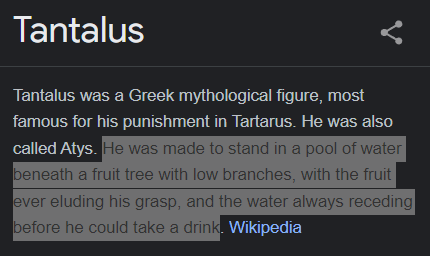 Tantalus
Tantalus was a Greek mythological figure, most
famous for his punishment in Tartarus. He was also
called Atys. He was made to stand in a pool of water
beneath a fruit tree with low branches, with the fruit
ever eluding his grasp, and the water always receding
before he could take a drink. Wikipedia